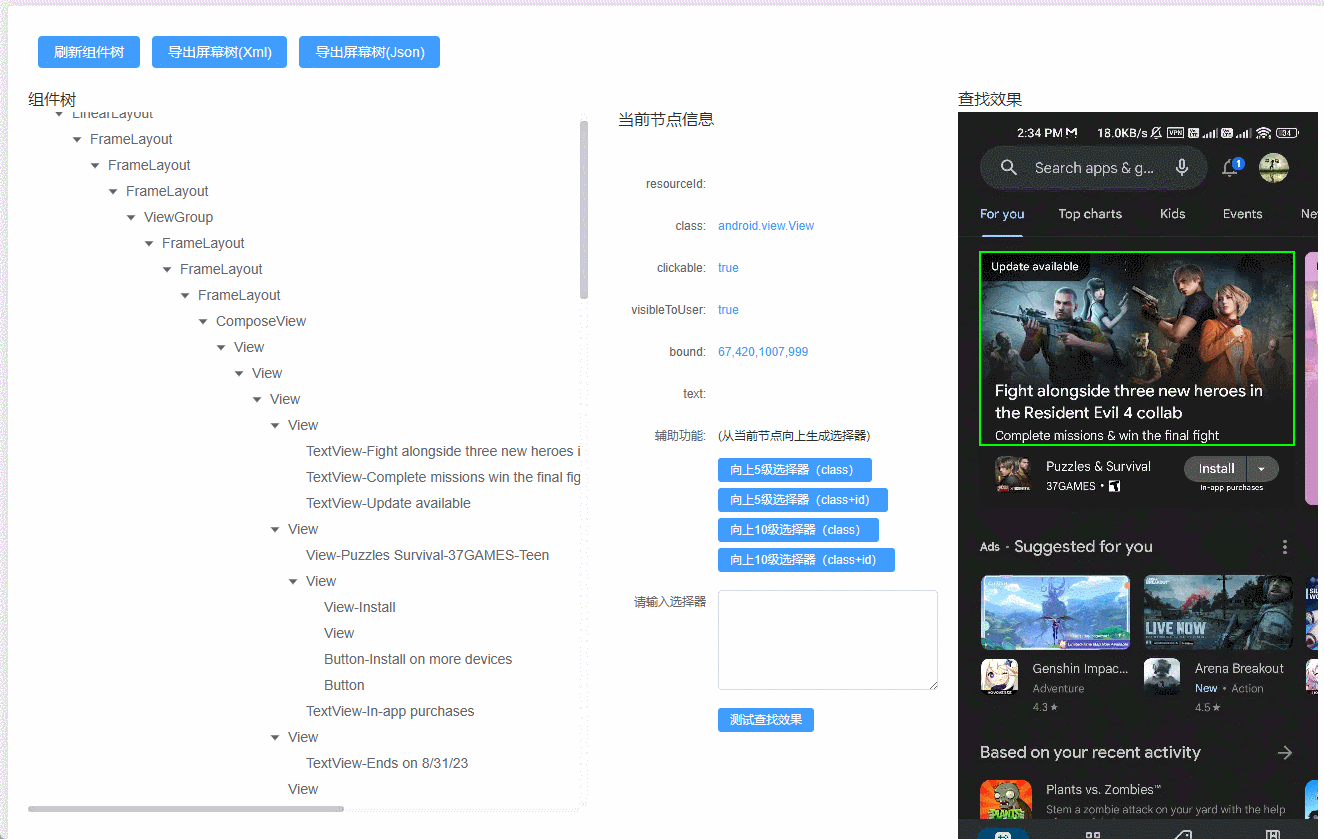 刷新组件树
导出屏幕树(Xml)
导出屏幕树(Json)
组件树
LinearLayout
FrameLayout
FrameLayout
FrameLayout
ViewGroup
FrameLayout
FrameLayout
FrameLayout
ComposeView
View
View
View
View
TextView-Fight alongside three new heroes i
TextView-Complete missions win the final fig
TextView-Update available
View
View-Puzzles Survival-37GAMES-Teen
View
View-Install
View
Button-Install on more devices
Button
TextView-In-app purchases
View
TextView-Ends on 8/31/23
View
当前节点信息
resourceId:
class: android.view.View
clickable: true
visibleToUser: true
bound: 67,420,1007,999
text:
辅助功能: (从当前节点向上生成选择器)
向上5级选择器（class）
向上5级选择器（class+id）
向上10级选择器（class）
向上10级选择器（class+id）
请输入选择器
测试查找效果
查找效果
2:34 PM 18.0KB/s VPN 84
Search apps & g...
1
For you Top charts Kids Events Ne
Update available
Fight alongside three new heroes in
the Resident Evil 4 collab
Complete missions & win the final fight
Puzzles & Survival
37GAMES •
Install
In-app purchases
Ads · Suggested for you
LIVE NOW
Genshin Impac...
Adventure
4.3★
Arena Breakout
New • Action
4.5★
Based on your recent activity
Plants vs. Zombies™
Stem a zombie attack on your yard with the help